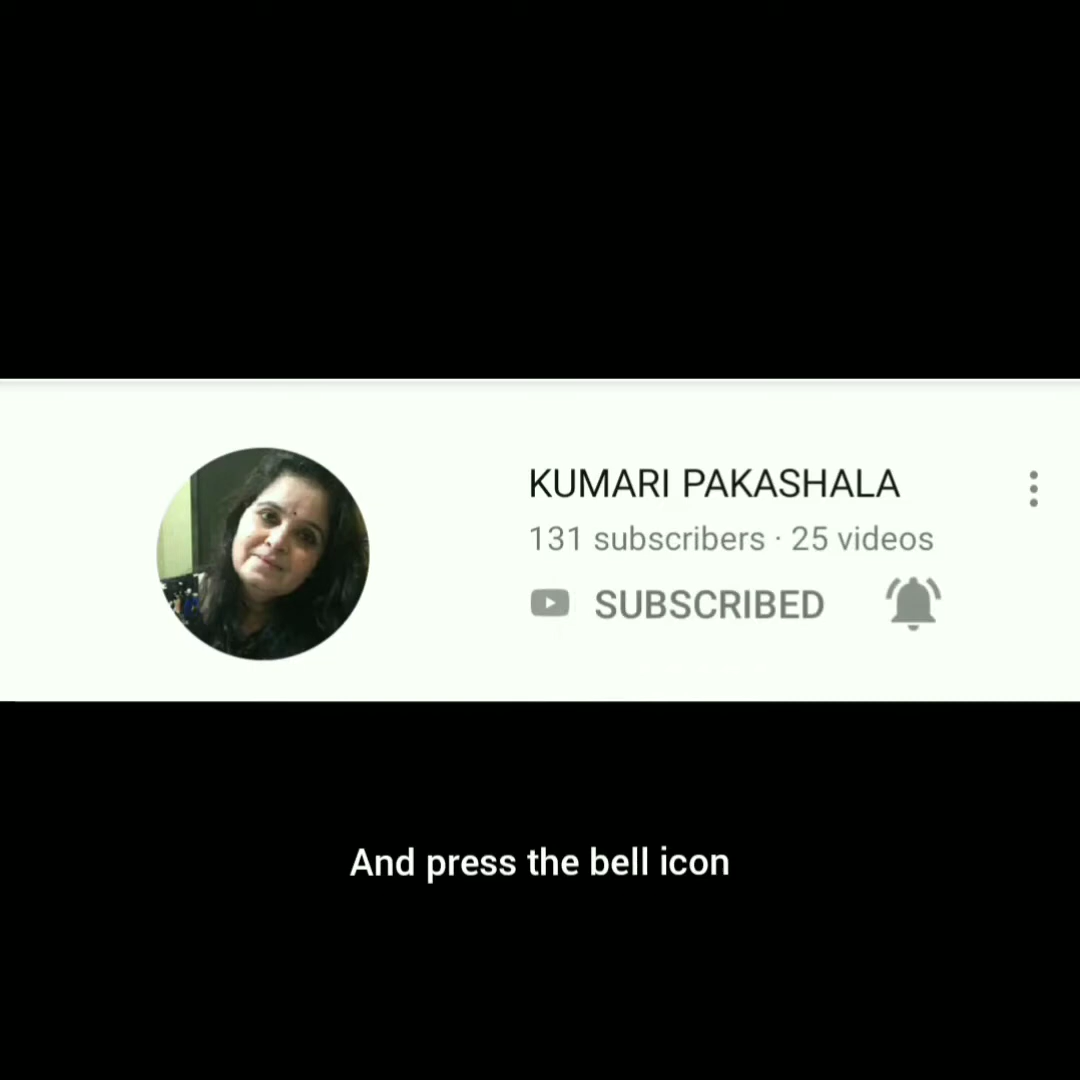 KUMARI PAKASHALA
131 subscribers · 25 videos
SUBSCRIBED
And press the bell icon